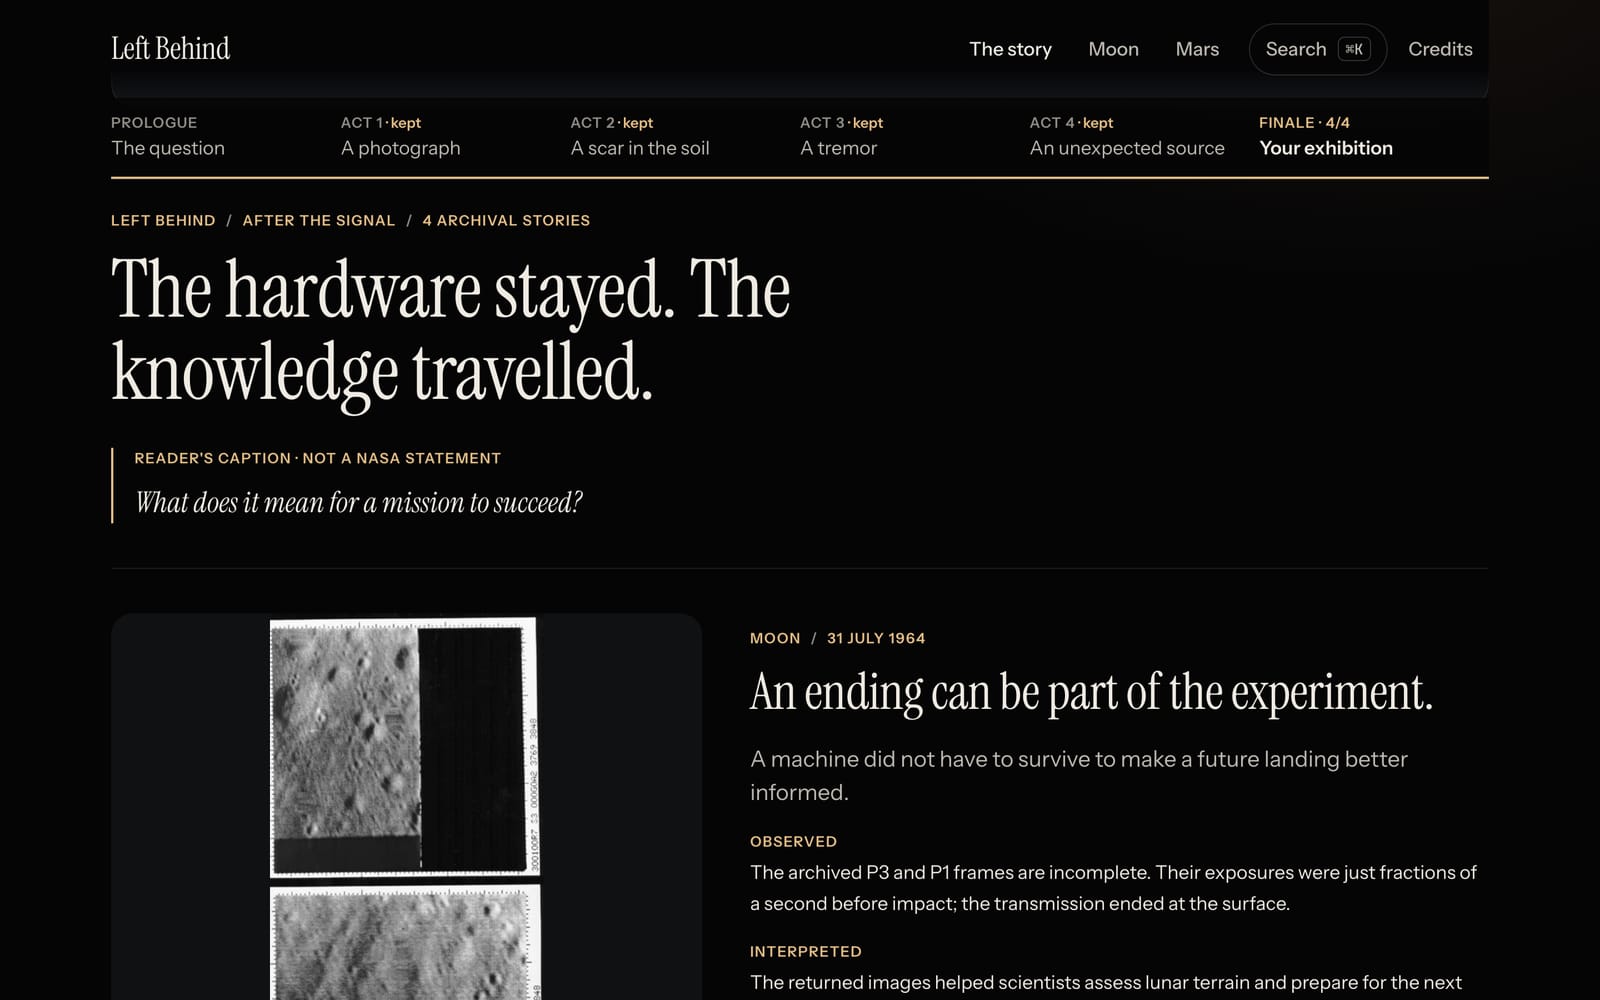 Left Behind
The story Moon Mars Search ⌘K Credits
PROLOGUE
The question
ACT 1 · kept
A photograph
ACT 2 · kept
A scar in the soil
ACT 3 · kept
A tremor
ACT 4 · kept
An unexpected source
FINALE · 4/4
Your exhibition
LEFT BEHIND / AFTER THE SIGNAL / 4 ARCHIVAL STORIES
The hardware stayed. The
knowledge travelled.
READER'S CAPTION · NOT A NASA STATEMENT
What does it mean for a mission to succeed?
MOON / 31 JULY 1964
An ending can be part of the experiment.
A machine did not have to survive to make a future landing better
informed.
OBSERVED
The archived P3 and P1 frames are incomplete. Their exposures were just fractions of
a second before impact; the transmission ended at the surface.
INTERPRETED
The returned images helped scientists assess lunar terrain and prepare for the next